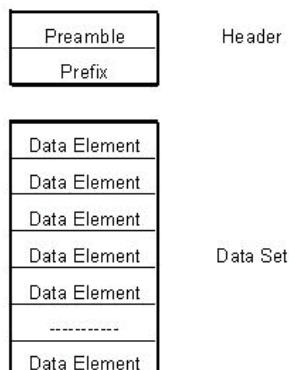 Preamble Header
Prefix
Data Element
Data Element
Data Element
Data Element Data Set
Data Element
-----------
Data Element